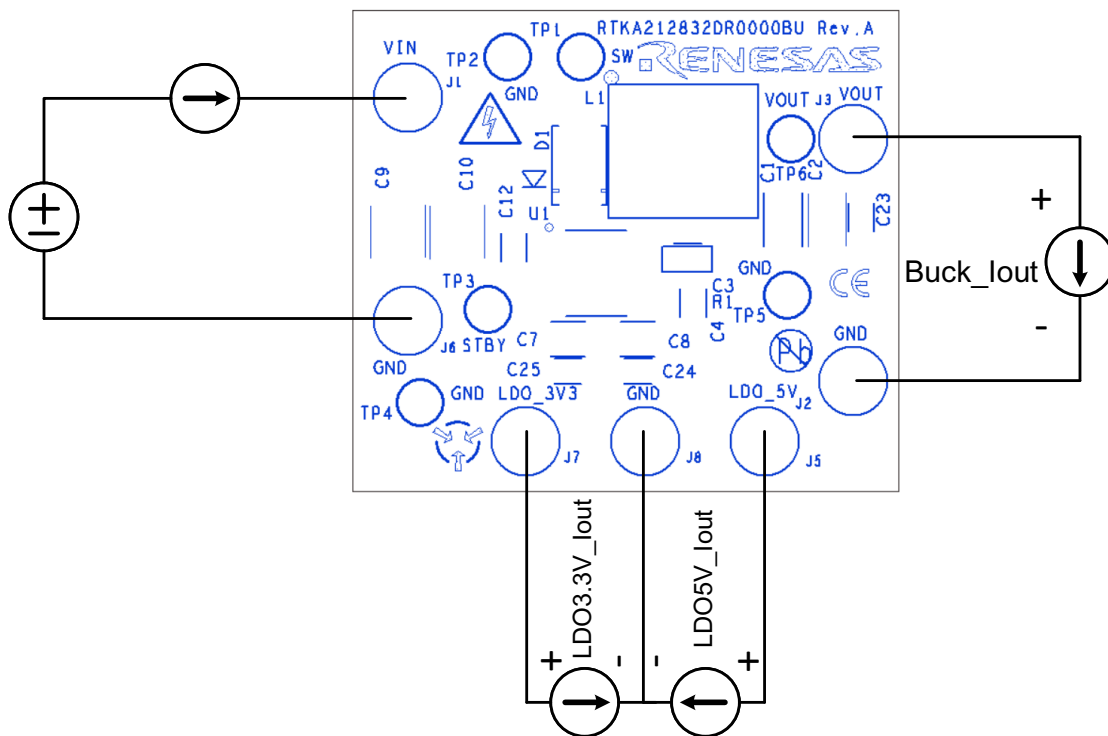 RTKA212832DR0000BU Rev.A
RENESAS
TP1
TP2
SW
VIN
J1
GND
L1
VOUT
J3
VOUT
D1
C9
C10
C12
U1
C1
TP6
C2
C23
+
Buck_Iout
-
GND
TP5
C3
R1
C4
C8
CE
Pb
TP3
STBY
J6
GND
C7
C25
C24
GND
J2
TP4
GND
LDO_3V3
GND
LDO_5V
J7
J8
J5
LDO3.3V_Iout
LDO5V_Iout
+
-
-
+